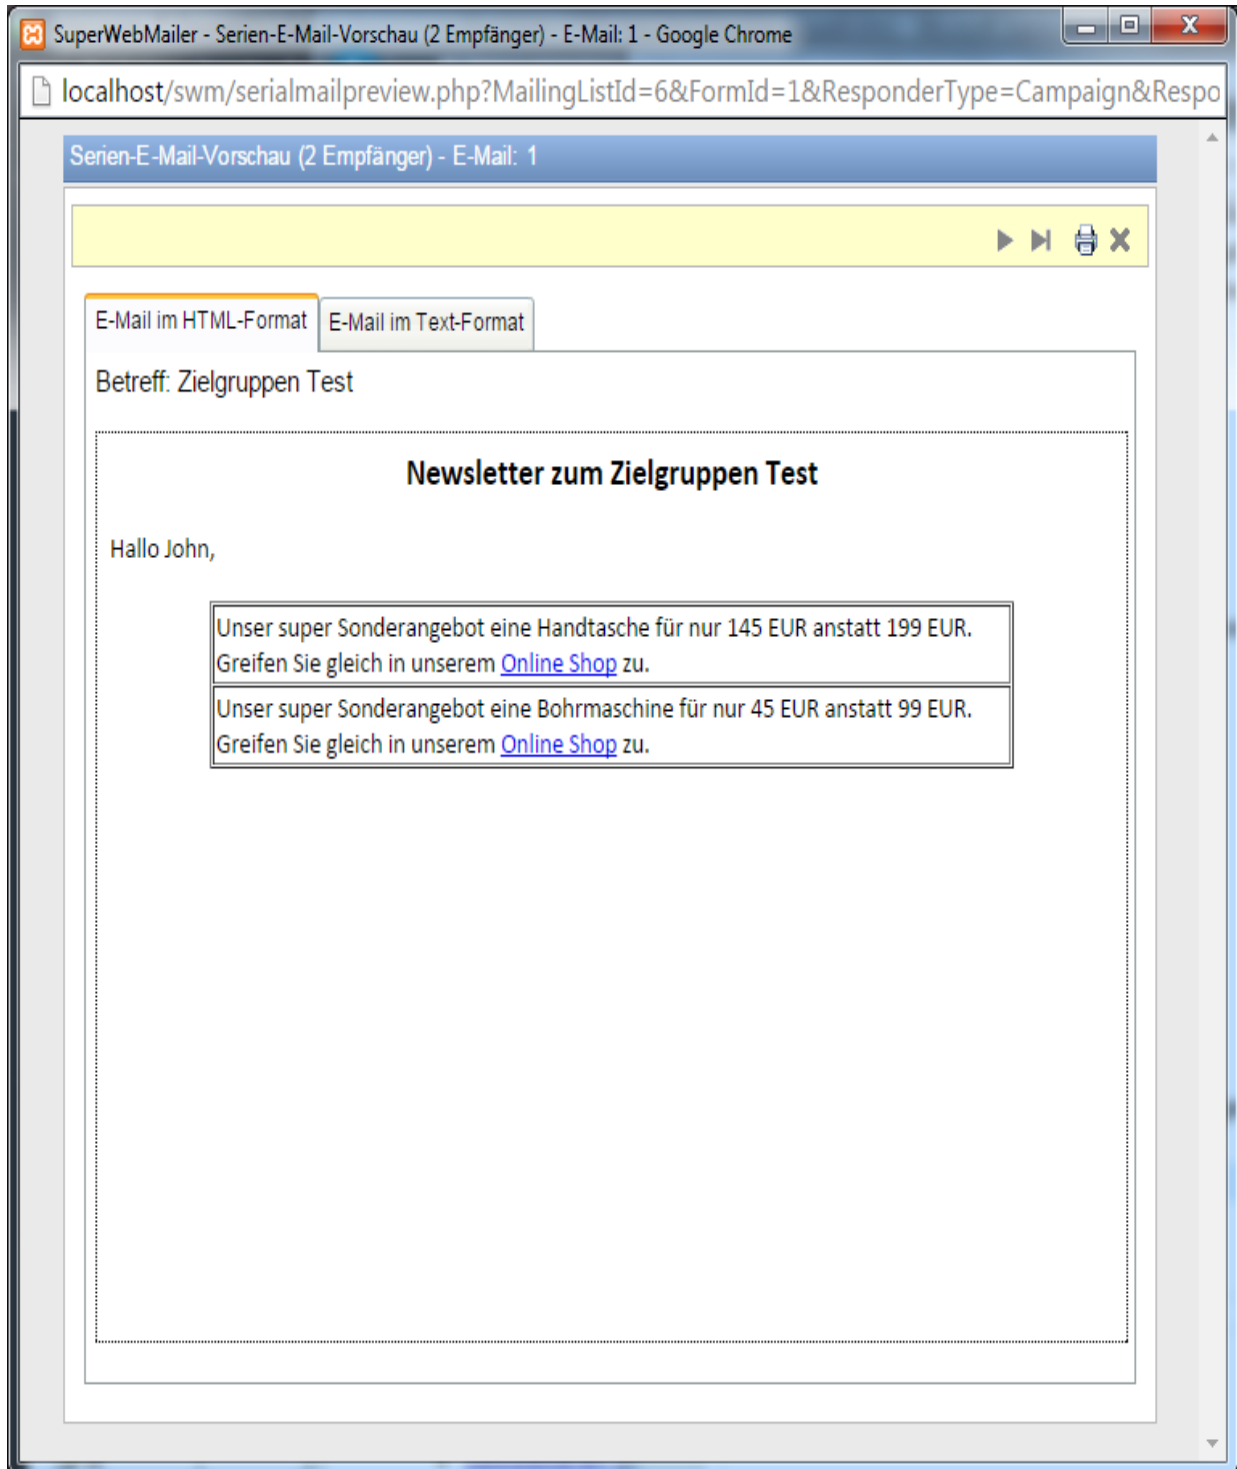 SuperWebMailer - Serien-E-Mail-Vorschau (2 Empfänger) - E-Mail: 1 - Google Chrome
localhost/swm/serialmailpreview.php?MailingListId=6&FormId=1&ResponderType=Campaign&Respo
Serien-E-Mail-Vorschau (2 Empfänger) - E-Mail: 1
E-Mail im HTML-Format E-Mail im Text-Format
Betreff: Zielgruppen Test
Newsletter zum Zielgruppen Test
Hallo John,
Unser super Sonderangebot eine Handtasche für nur 145 EUR anstatt 199 EUR.
Greifen Sie gleich in unserem Online Shop zu.
Unser super Sonderangebot eine Bohrmaschine für nur 45 EUR anstatt 99 EUR.
Greifen Sie gleich in unserem Online Shop zu.